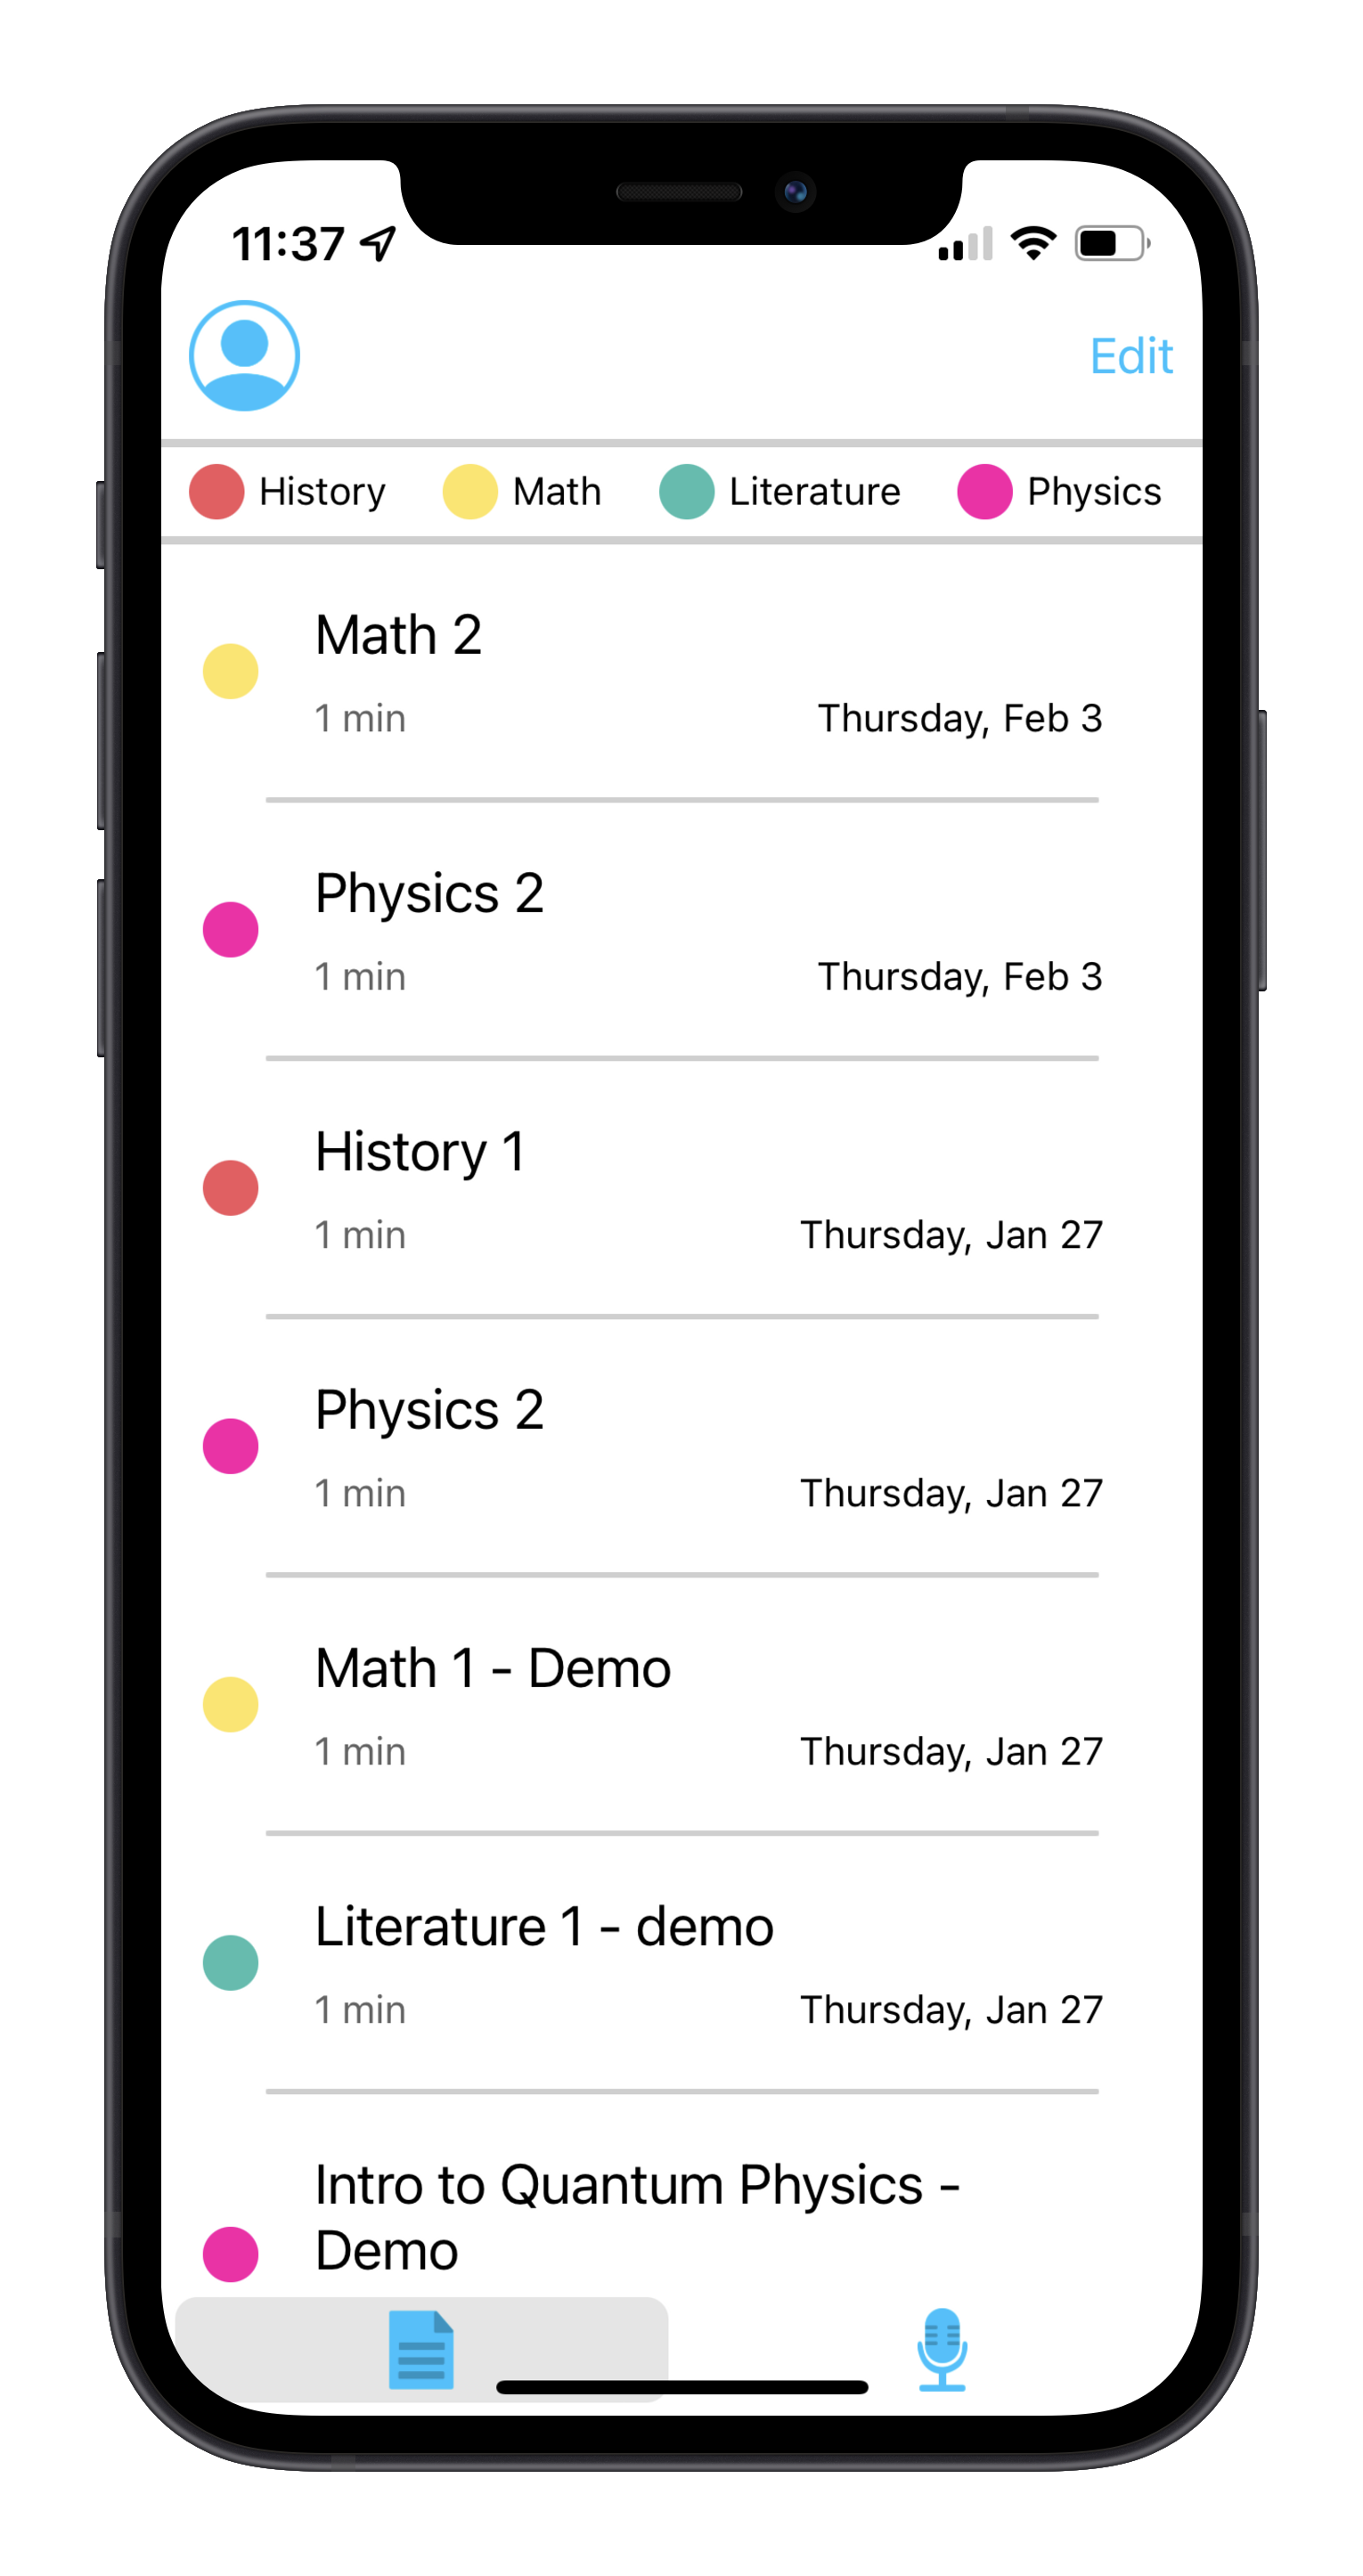 11:37
Edit
History Math Literature Physics
Math 2
1 min Thursday, Feb 3
Physics 2
1 min Thursday, Feb 3
History 1
1 min Thursday, Jan 27
Physics 2
1 min Thursday, Jan 27
Math 1 - Demo
1 min Thursday, Jan 27
Literature 1 - demo
1 min Thursday, Jan 27
Intro to Quantum Physics -
Demo